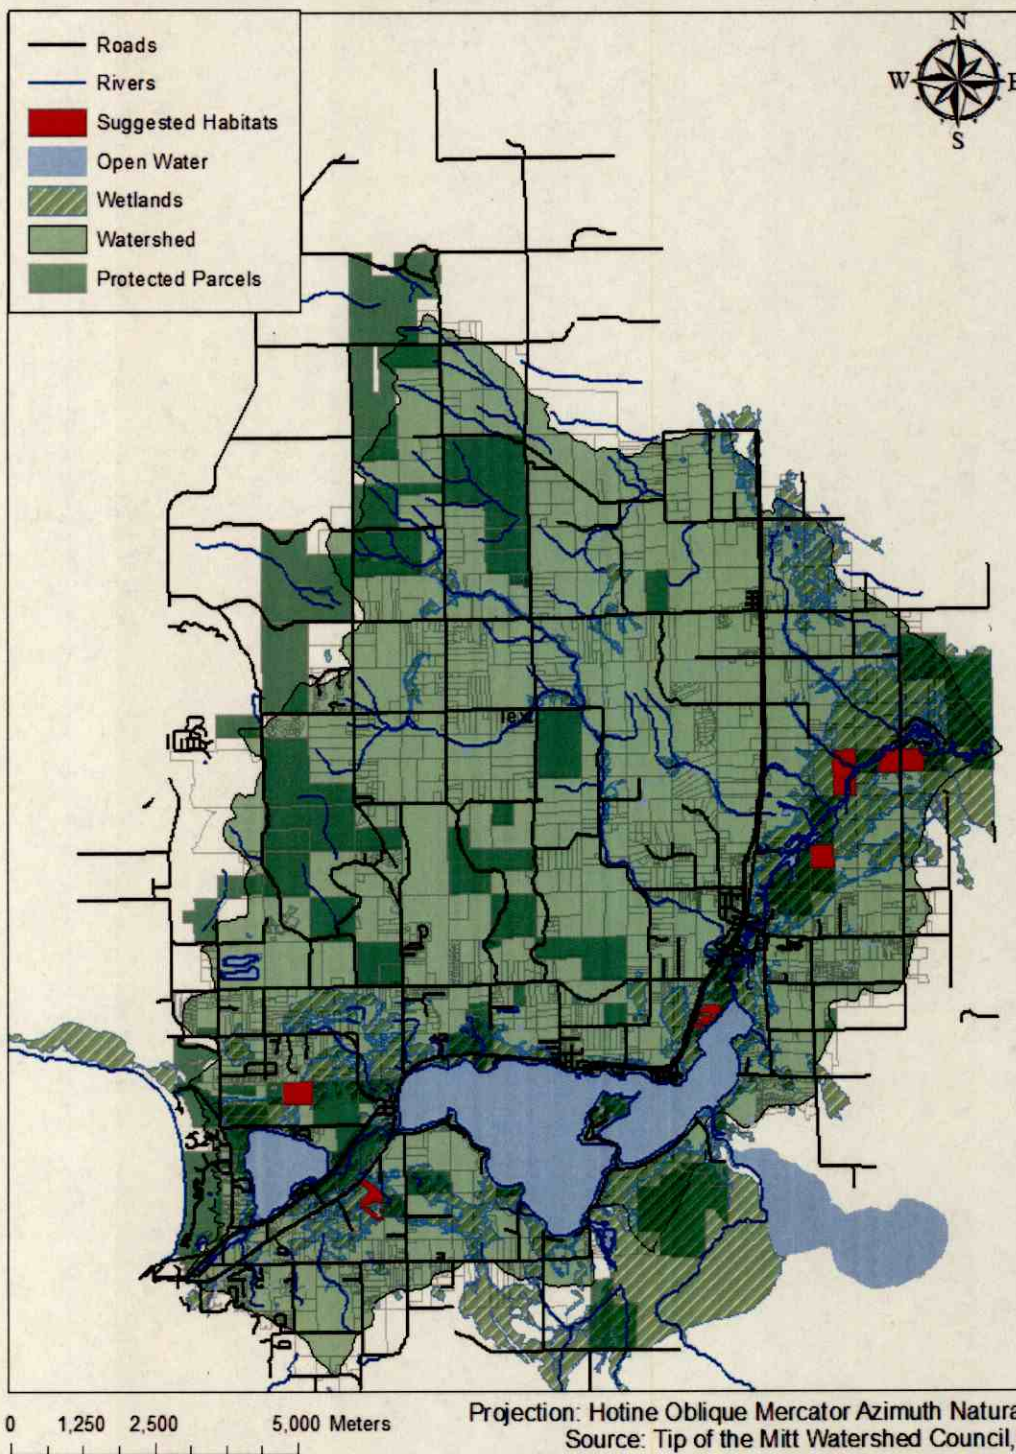 N
W E
S
Roads
Rivers
Suggested Habitats
Open Water
Wetlands
Watershed
Protected Parcels
0 1,250 2,500 5,000 Meters
Projection: Hotine Oblique Mercator Azimuth Natura
Source: Tip of the Mitt Watershed Council,